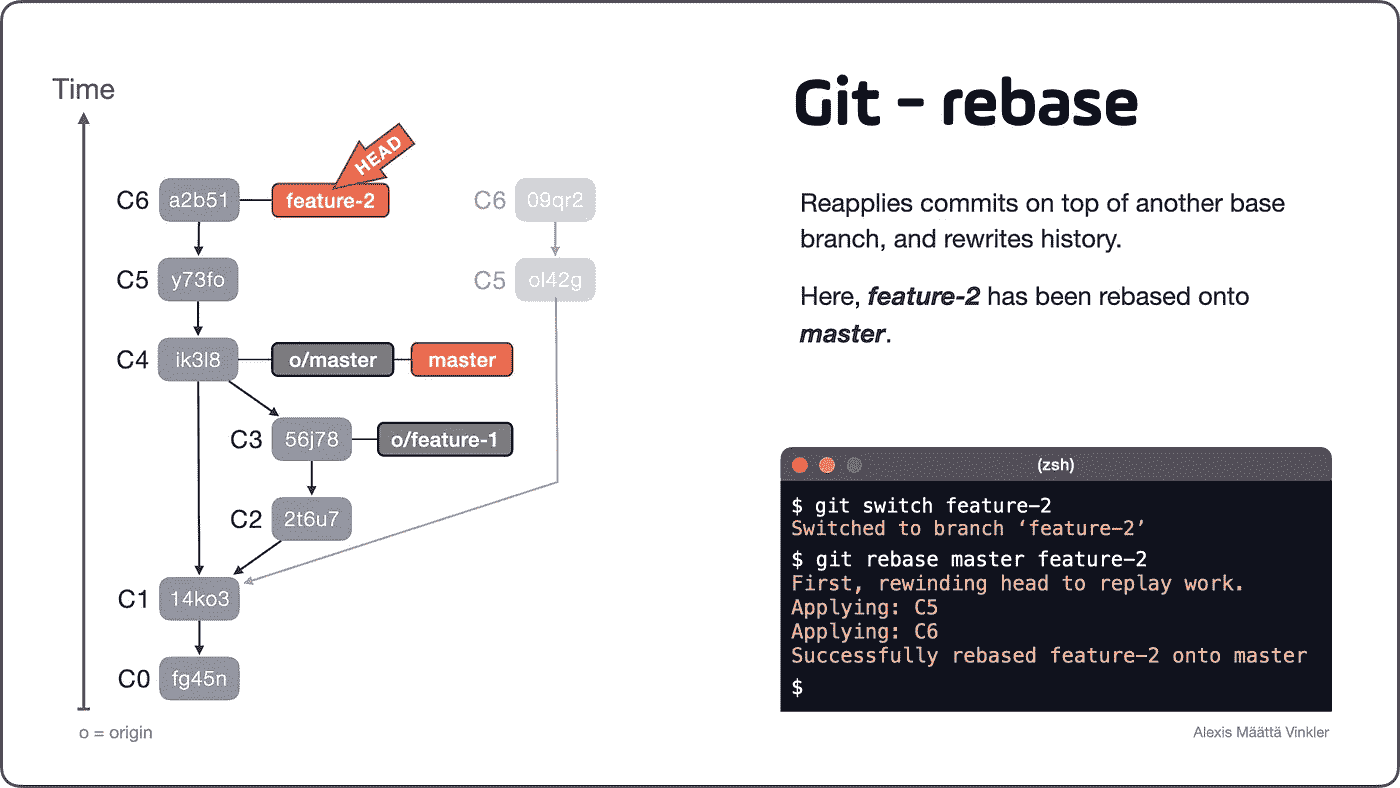 Time
Git - rebase
HEAD
C6 a2b51 feature-2 C6 09qr2
C5 y73fo C5 ol42g
C4 ik3l8 o/master master
C3 56j78 o/feature-1
C2 2t6u7
C1 14ko3
C0 fg45n
o = origin
Reapplies commits on top of another base
branch, and rewrites history.
Here, feature-2 has been rebased onto
master.
(zsh)
$ git switch feature-2
Switched to branch ‘feature-2’
$ git rebase master feature-2
First, rewinding head to replay work.
Applying: C5
Applying: C6
Successfully rebased feature-2 onto master
$
Alexis Määttä Vinkler